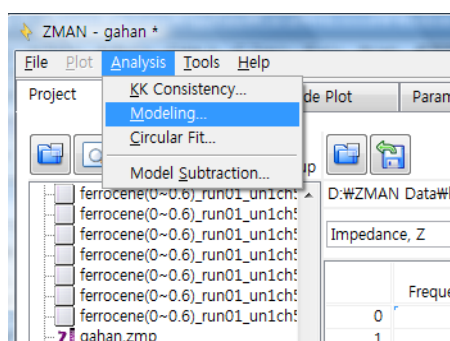 ZMAN - gahan *
File Plot Analysis Tools Help
Project de Plot Param
KK Consistency...
Modeling...
Circular Fit...
Model Subtraction...
up
D:₩ZMAN Data₩
ferrocene(0~0.6)_run01_un1ch5
ferrocene(0~0.6)_run01_un1ch5
Impedance, Z
ferrocene(0~0.6)_run01_un1ch5
ferrocene(0~0.6)_run01_un1ch5
ferrocene(0~0.6)_run01_un1ch5
Freque
ferrocene(0~0.6)_run01_un1ch5
ferrocene(0~0.6)_run01_un1ch5
0
gahan.zmp
1